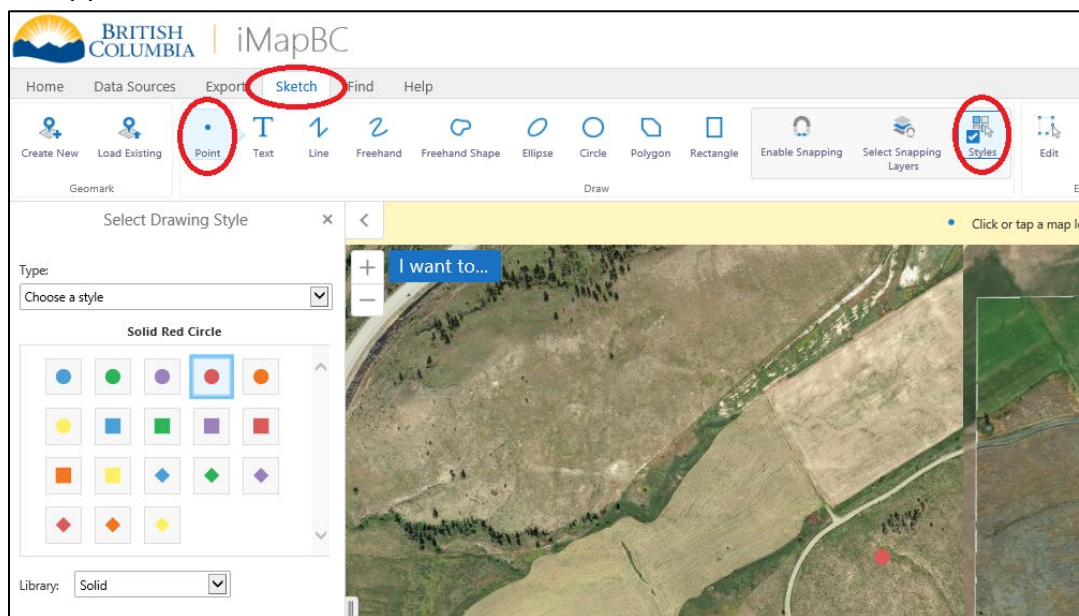 BRITISH
COLUMBIA
iMapBC
Home Data Sources Export Sketch Find Help
Create New Load Existing Point Text Line Freehand Freehand Shape Ellipse Circle Polygon Rectangle Enable Snapping Select Snapping Styles Edit
Layers
Geomark Draw
Select Drawing Style
Click or tap a map
I want to...
Type:
Choose a style
Solid Red Circle
Library: Solid